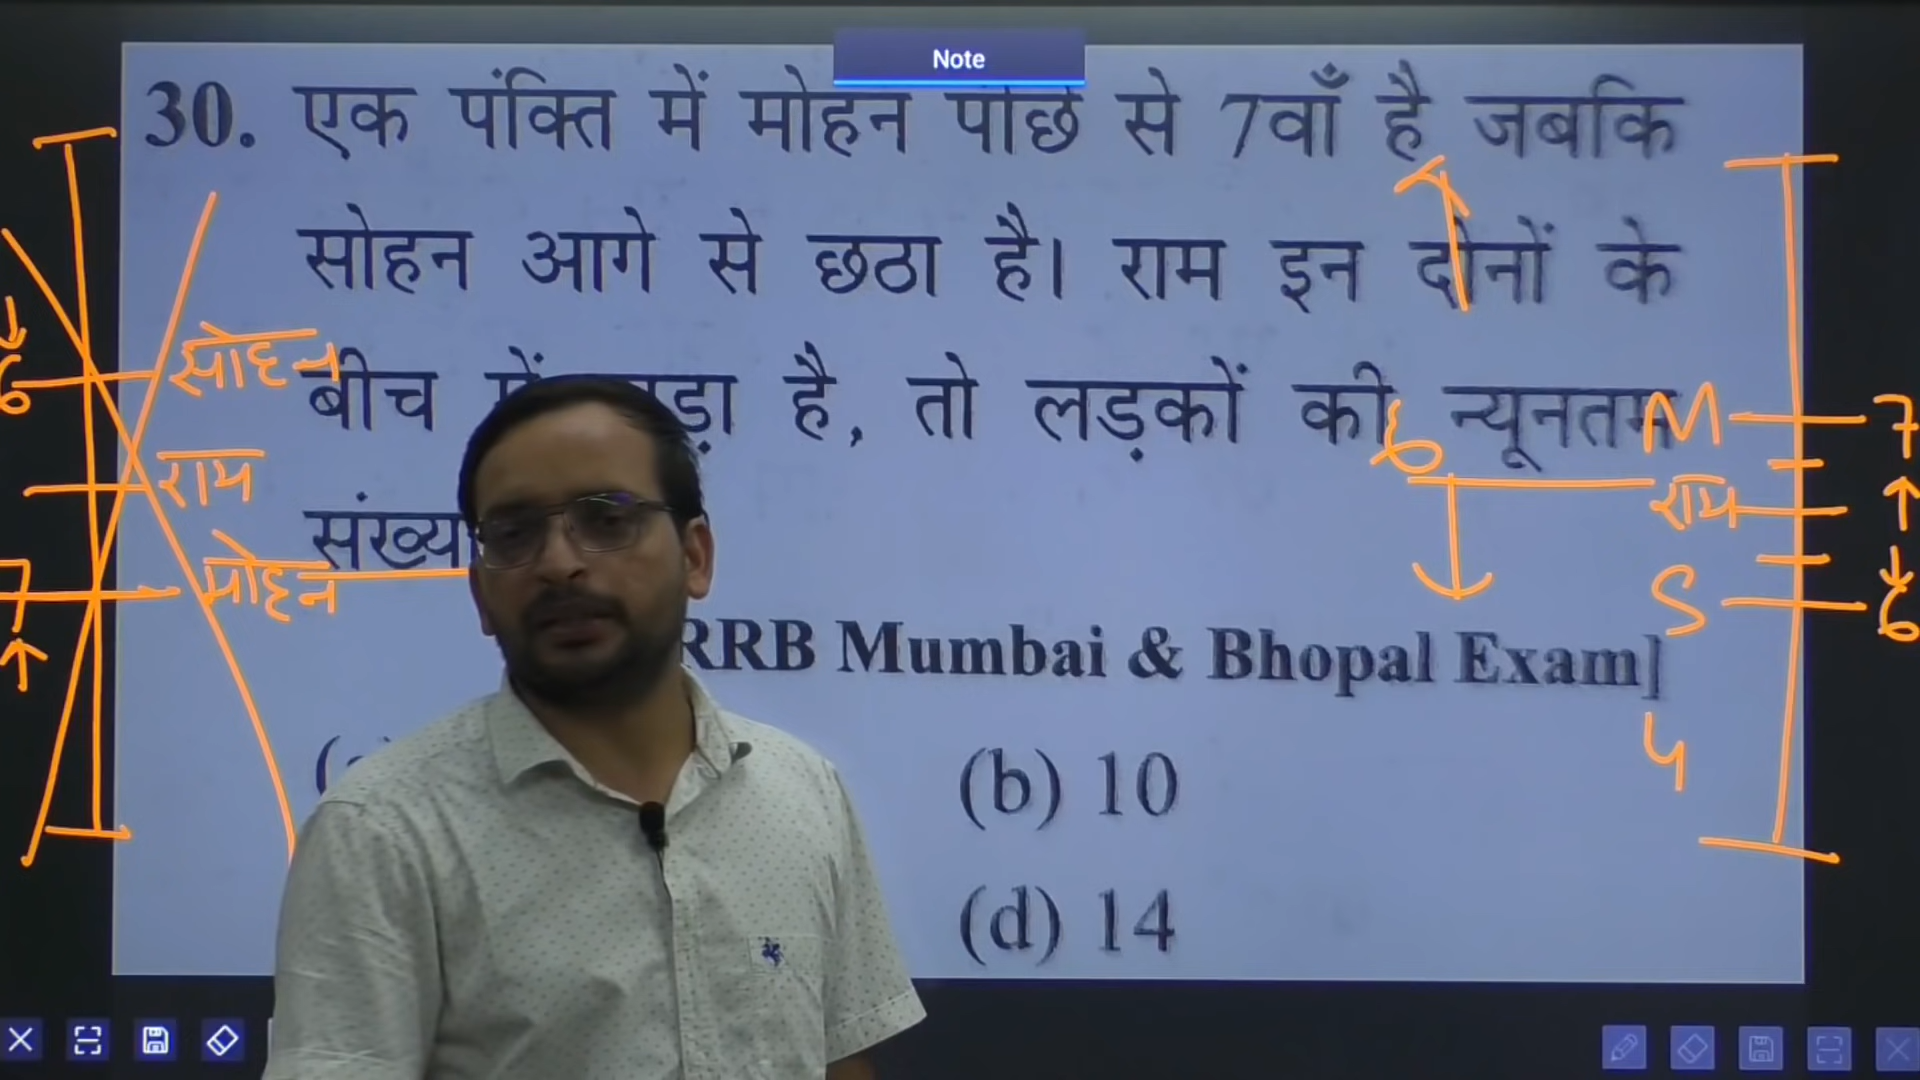 Note
30. एक पंक्ति में मोहन पीछे से 7वाँ है जबकि
सोहन आगे से छठा है। राम इन दोनों के
बीच में खड़ा है, तो लड़कों की न्यूनतम
संख्या
RRB Mumbai & Bhopal Exam]
(b) 10
(d) 14
सोहन
6
राम
मोहन
7
6
M
7
राम
S
6